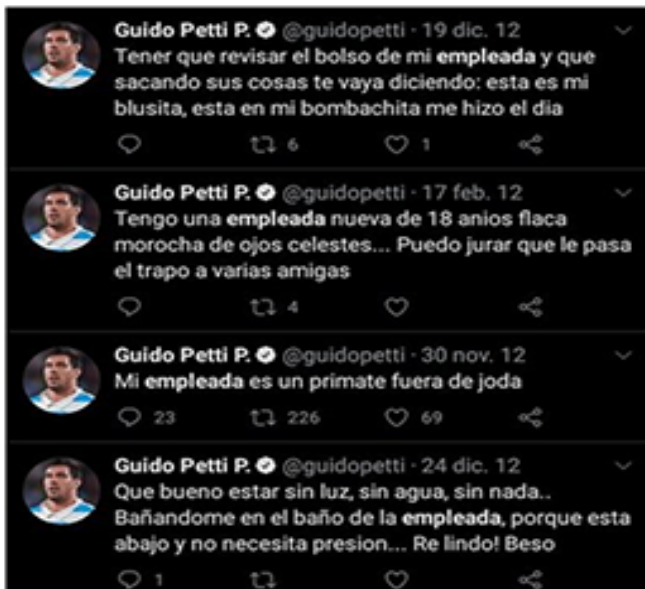 Guido Petti P. @guidopetti · 19 dic. 12
Tener que revisar el bolso de mi empleada y que
sacando sus cosas te vaya diciendo: esta es mi
blusita, esta en mi bombachita me hizo el dia
6 1
Guido Petti P. @guidopetti · 17 feb. 12
Tengo una empleada nueva de 18 anios flaca
morocha de ojos celestes... Puedo jurar que le pasa
el trapo a varias amigas
4
Guido Petti P. @guidopetti · 30 nov. 12
Mi empleada es un primate fuera de joda
23 226 69
Guido Petti P. @guidopetti · 24 dic. 12
Que bueno estar sin luz, sin agua, sin nada..
Bañandome en el baño de la empleada, porque esta
abajo y no necesita presion... Re lindo! Beso
1